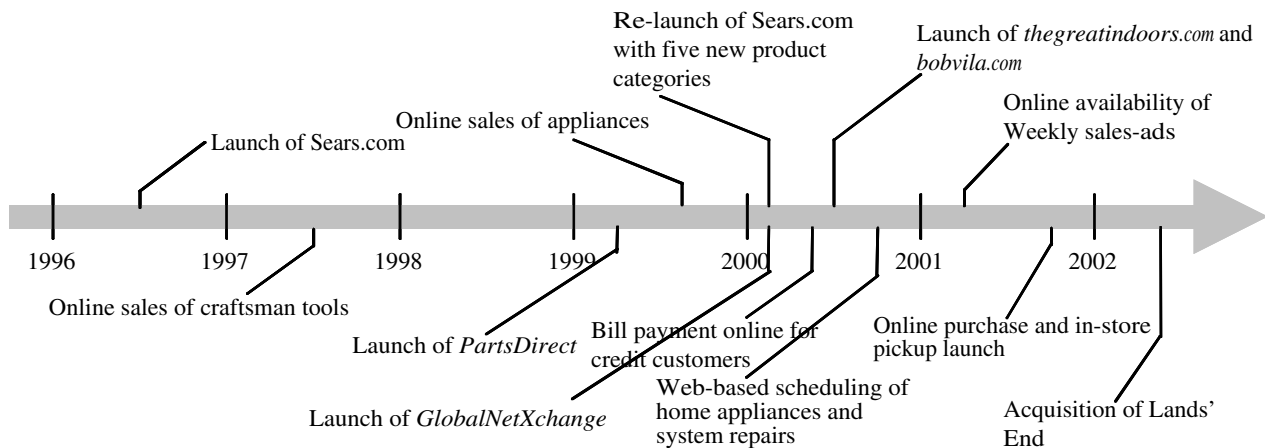 Re-launch of Sears.com
with five new product
categories
Launch of thegreatindoors.com and
bobvila.com
Online availability of
Weekly sales-ads
Online sales of appliances
Launch of Sears.com
1996
1997
1998
1999
2000
2001
2002
Online sales of craftsman tools
Launch of PartsDirect
Bill payment online for
credit customers
Online purchase and in-store
pickup launch
Launch of GlobalNetXchange
Web-based scheduling of
home appliances and
system repairs
Acquisition of Lands’
End